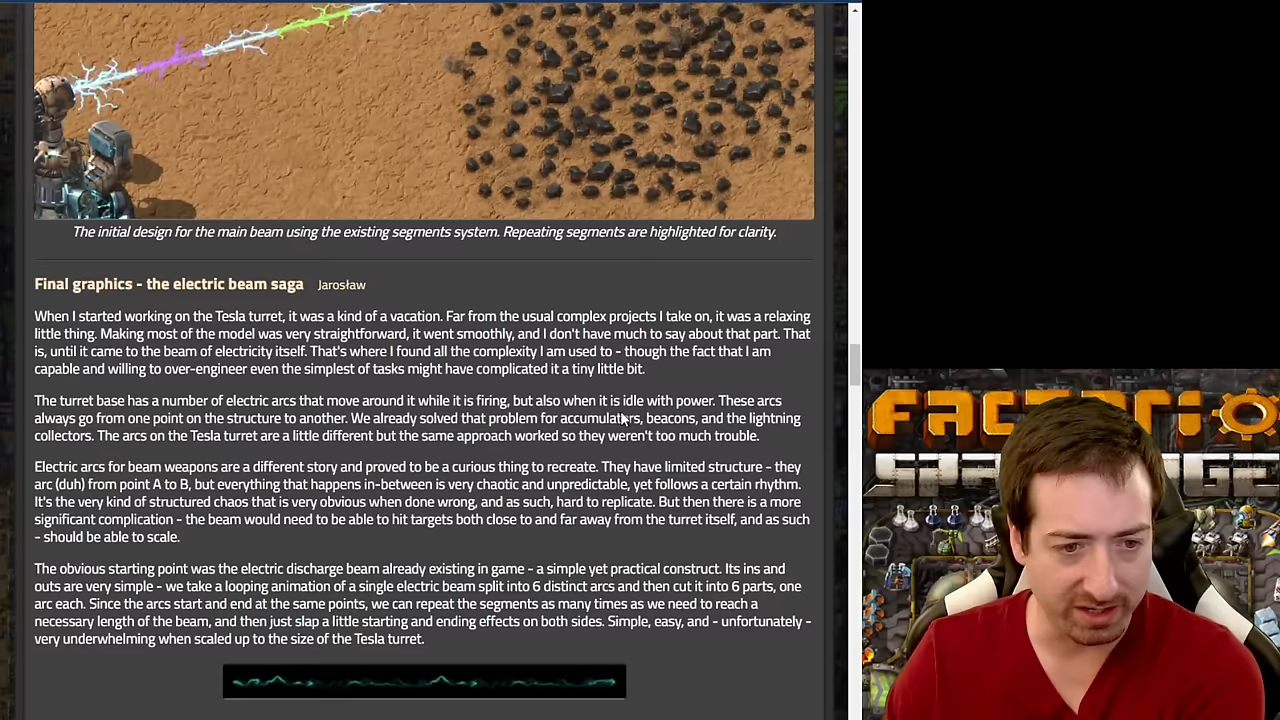 The initial design for the main beam using the existing segments system. Repeating segments are highlighted for clarity.
Final graphics - the electric beam saga Jarosław
When I started working on the Tesla turret, it was a kind of a vacation. Far from the usual complex projects I take on, it was a relaxing
little thing. Making most of the model was very straightforward, it went smoothly, and I don't have much to say about that part. That
is, until it came to the beam of electricity itself. That's where I found all the complexity I am used to - though the fact that I am
capable and willing to over-engineer even the simplest of tasks might have complicated it a tiny little bit.
The turret base has a number of electric arcs that move around it while it is firing, but also when it is idle with power. These arcs
always go from one point on the structure to another. We already solved that problem for accumulators, beacons, and the lightning
collectors. The arcs on the Tesla turret are a little different but the same approach worked so they weren't too much trouble.
Electric arcs for beam weapons are a different story and proved to be a curious thing to recreate. They have limited structure - they
arc (duh) from point A to B, but everything that happens in-between is very chaotic and unpredictable, yet follows a certain rhythm.
It's the very kind of structured chaos that is very obvious when done wrong, and as such, hard to replicate. But then there is a more
significant complication - the beam would need to be able to hit targets both close to and far away from the turret itself, and as such
- should be able to scale.
The obvious starting point was the electric discharge beam already existing in game - a simple yet practical construct. Its ins and
outs are very simple - we take a looping animation of a single electric beam split into 6 distinct arcs and then cut it into 6 parts, one
arc each. Since the arcs start and end at the same points, we can repeat the segments as many times as we need to reach a
necessary length of the beam, and then just slap a little starting and ending effects on both sides. Simple, easy, and - unfortunately -
very underwhelming when scaled up to the size of the Tesla turret.